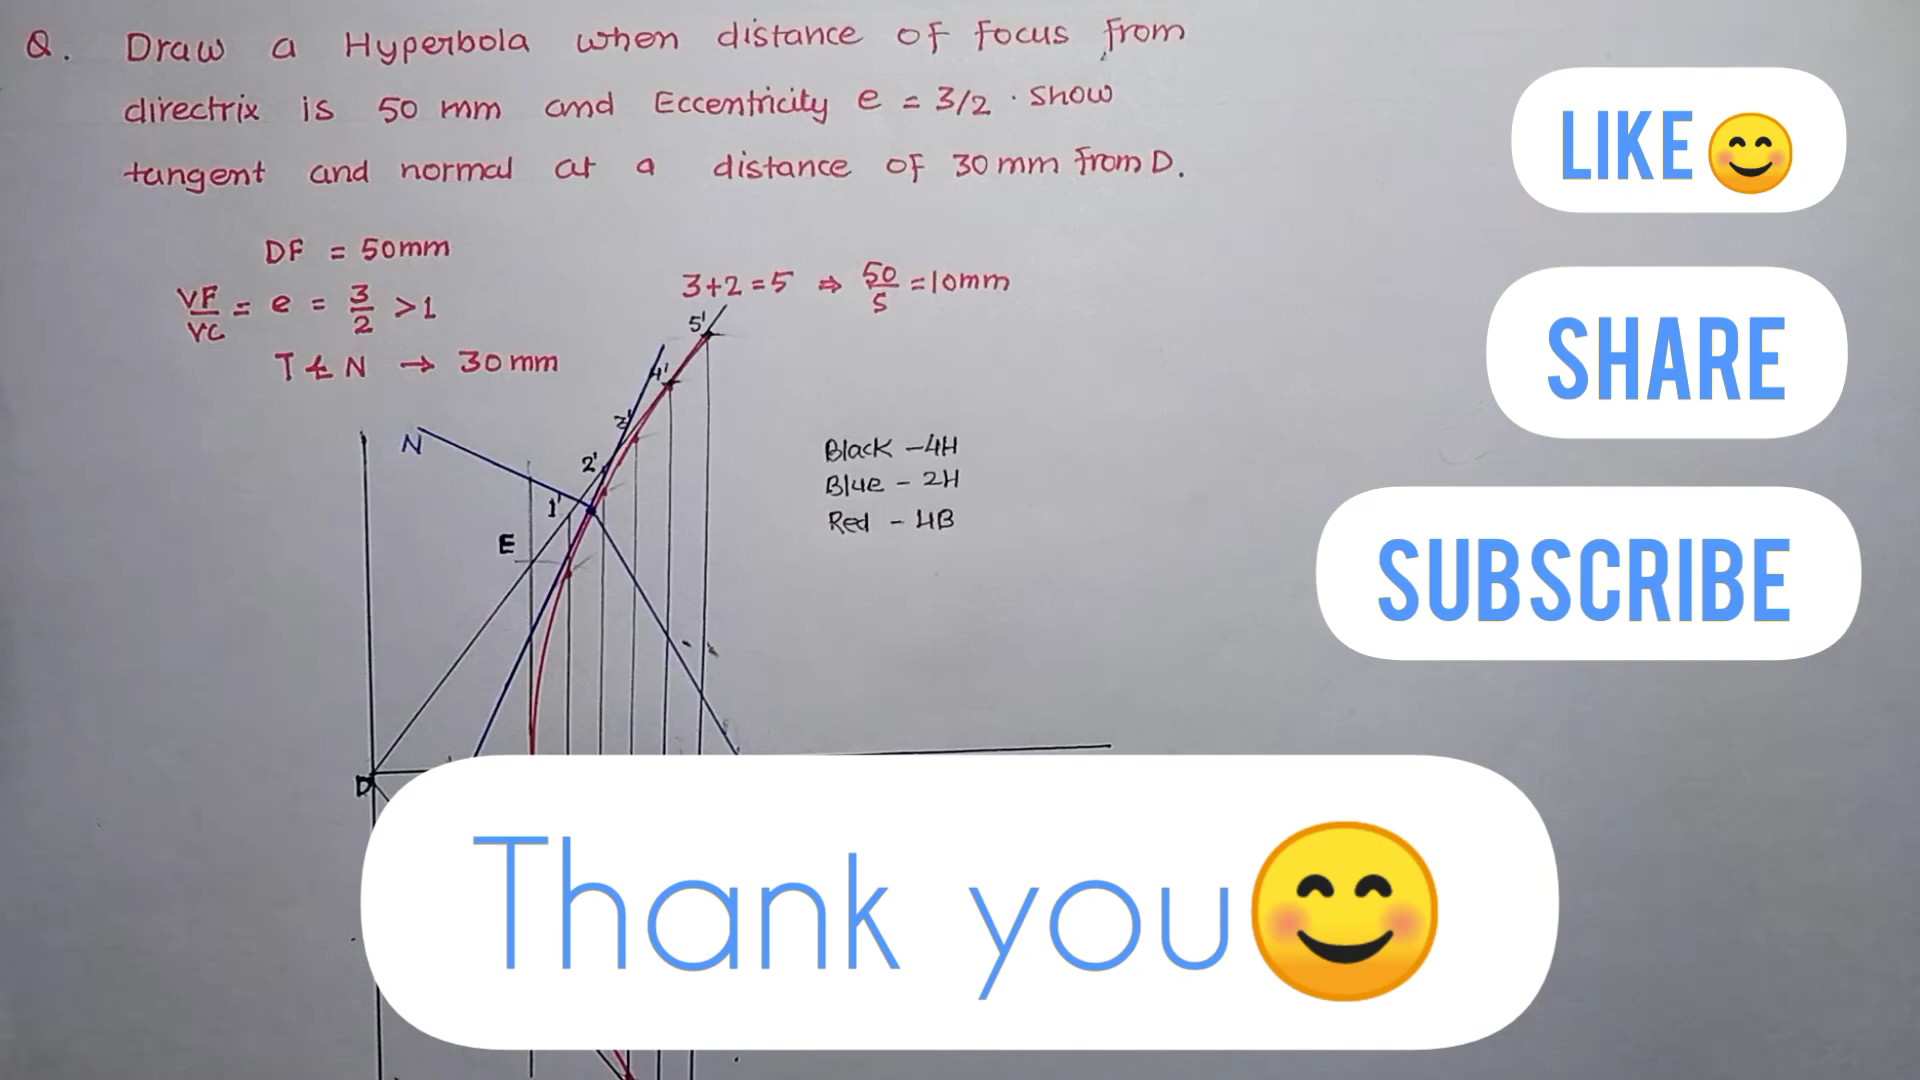 Q. Draw a Hyperbola when distance of focus from
directrix is 50 mm and Eccentricity e = 3/2 . show
tangent and normal at a distance of 30 mm from D.
DF = 50mm
VF/VC = e = 3/2 > 1
T & N → 30 mm
3+2=5 ⇒ 50/5 =10mm
5'
4'
3'
2'
1'
N
E
D
Black - 4H
Blue - 2H
Red - 4B
LIKE 😊
SHARE
SUBSCRIBE
Thank you😊